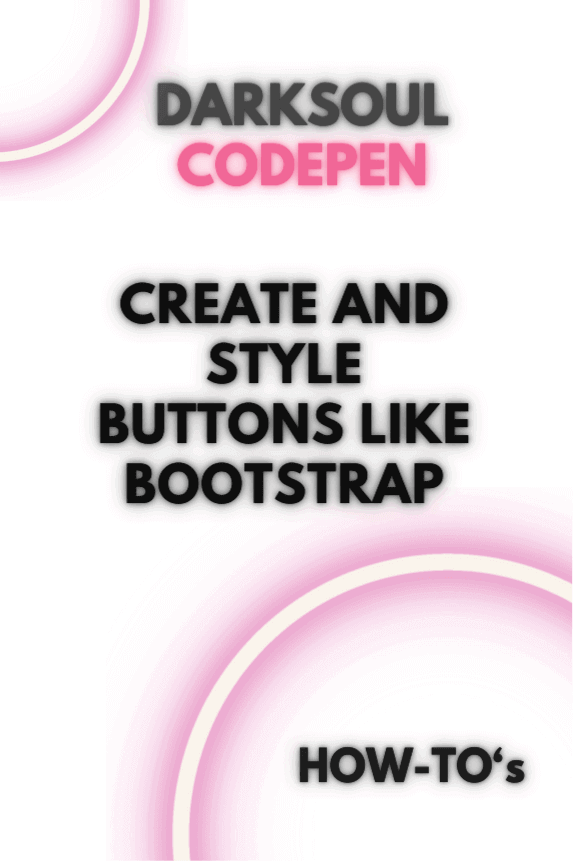 DARKSOUL
CODEPEN
CREATE AND
STYLE
BUTTONS LIKE
BOOTSTRAP
HOW-TO‘s